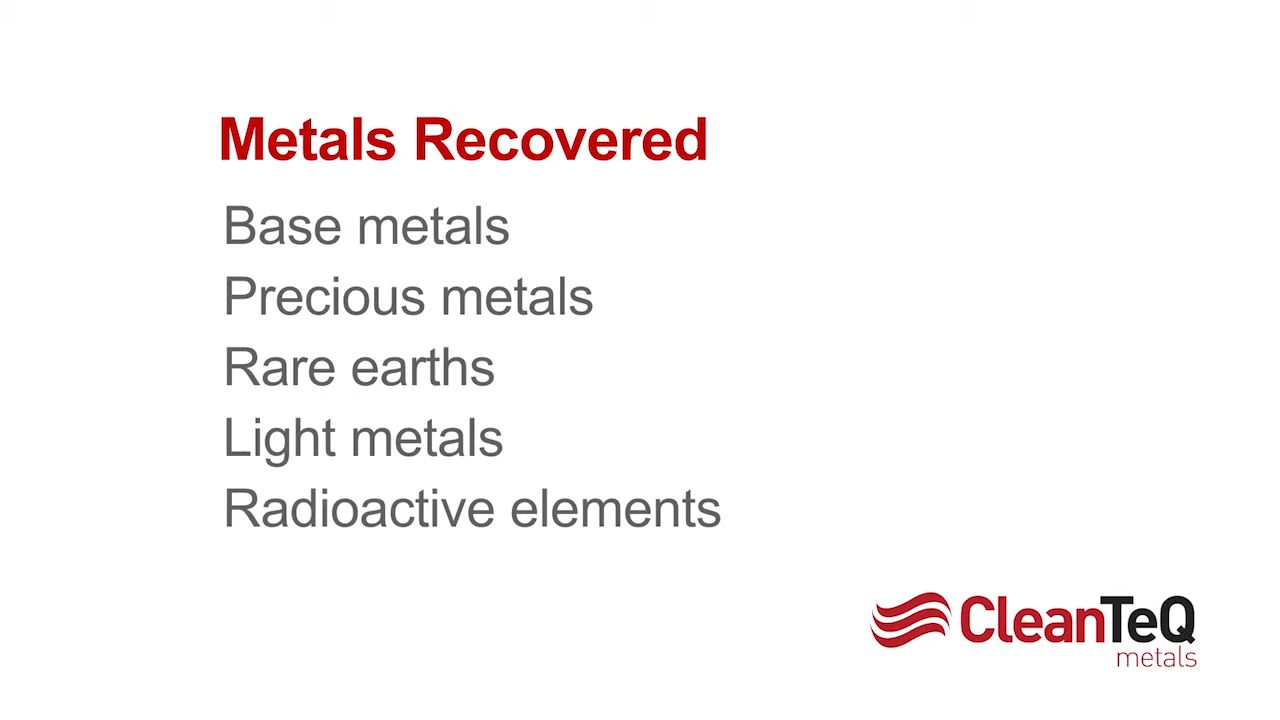 Metals Recovered
Base metals
Precious metals
Rare earths
Light metals
Radioactive elements
CleanTeQ
metals